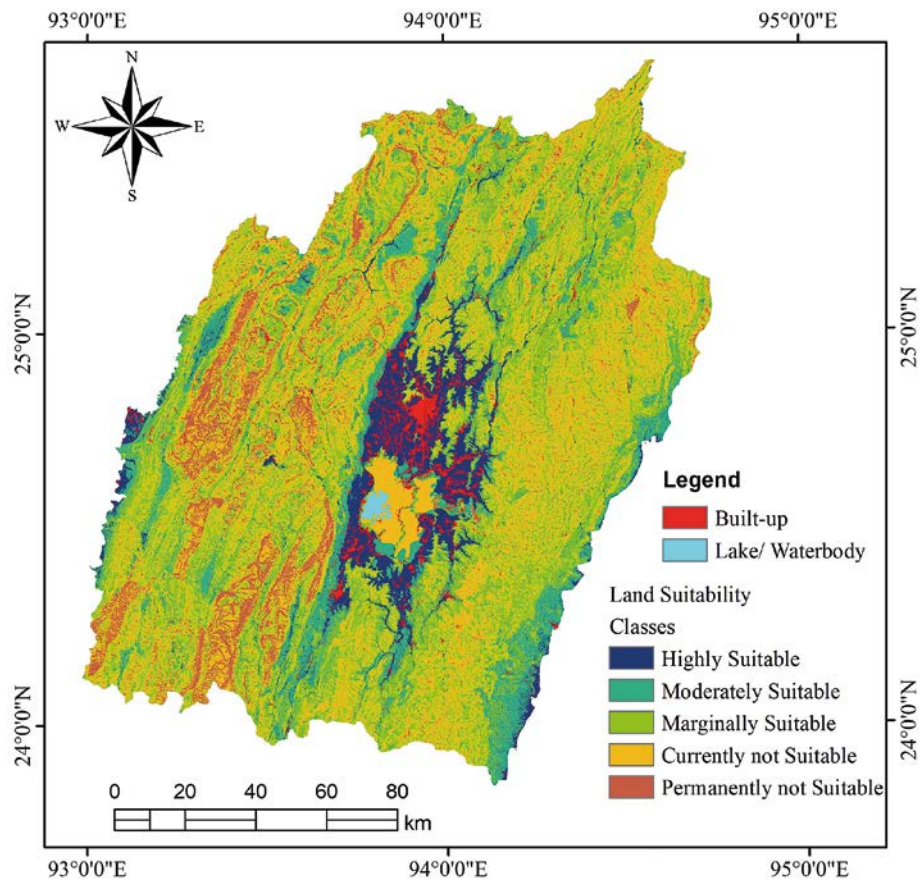 93°0'0"E 94°0'0"E 95°0'0"E
N
W E
S
25°0'0"N 25°0'0"N
Legend
Built-up
Lake/ Waterbody
Land Suitability
Classes
Highly Suitable
Moderately Suitable
Marginally Suitable
Currently not Suitable
Permanently not Suitable
24°0'0"N 24°0'0"N
0 20 40 60 80
km
93°0'0"E 94°0'0"E 95°0'0"E